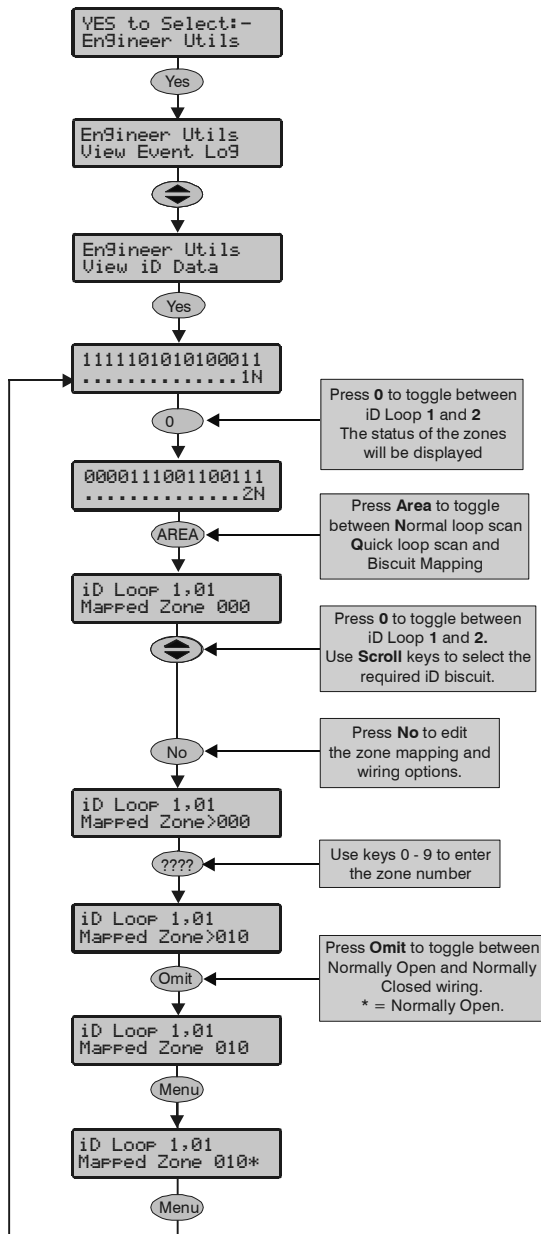 YES to Select:-
Engineer Utils
Yes
Engineer Utils
View Event Log
Engineer Utils
View iD Data
Yes
1111101010100011
..............1N
Press 0 to toggle between
iD Loop 1 and 2
The status of the zones
will be displayed
0
0000111001100111
..............2N
Press Area to toggle
between Normal loop scan
Quick loop scan and
Biscuit Mapping
AREA
iD Loop 1,01
Mapped Zone 000
Press 0 to toggle between
iD Loop 1 and 2.
Use Scroll keys to select the
required iD biscuit.
Press No to edit
the zone mapping and
wiring options.
No
iD Loop 1,01
Mapped Zone>000
Use keys 0 - 9 to enter
the zone number
????
iD Loop 1,01
Mapped Zone>010
Press Omit to toggle between
Normally Open and Normally
Closed wiring.
* = Normally Open.
Omit
iD Loop 1,01
Mapped Zone 010
Menu
iD Loop 1,01
Mapped Zone 010*
Menu